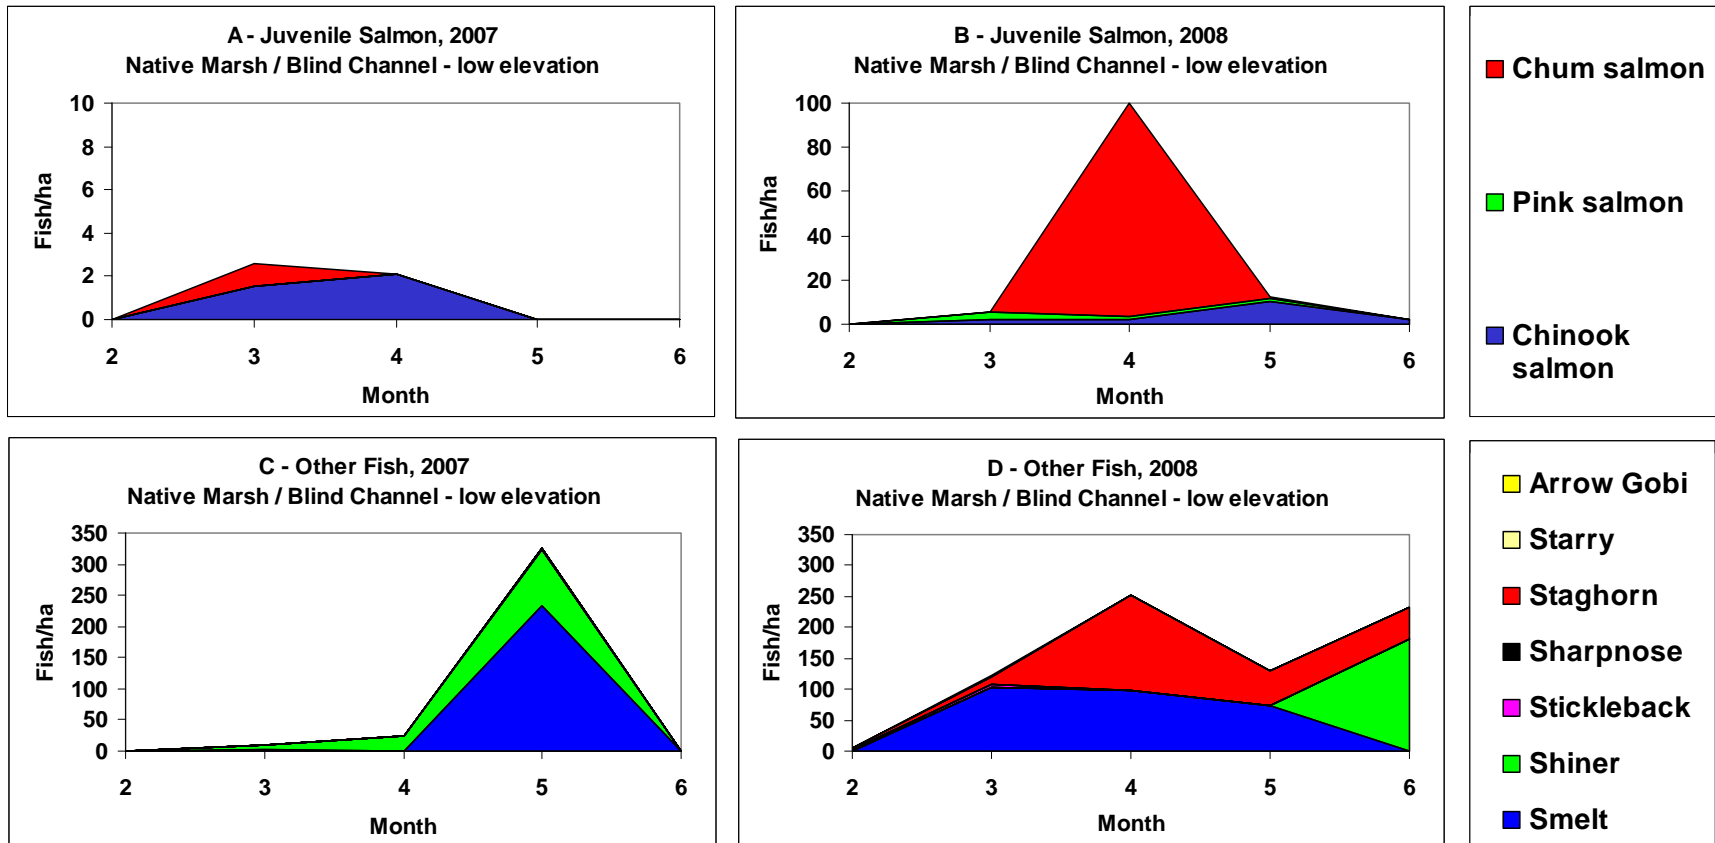 A - Juvenile Salmon, 2007
Native Marsh / Blind Channel - low elevation
Fish/ha
10
8
6
4
2
0
2 3 4 5 6
Month
B - Juvenile Salmon, 2008
Native Marsh / Blind Channel - low elevation
Fish/ha
100
80
60
40
20
0
2 3 4 5 6
Month
Chum salmon
Pink salmon
Chinook
salmon
C - Other Fish, 2007
Native Marsh / Blind Channel - low elevation
Fish/ha
350
300
250
200
150
100
50
0
2 3 4 5 6
Month
D - Other Fish, 2008
Native Marsh / Blind Channel - low elevation
Fish/ha
350
300
250
200
150
100
50
0
2 3 4 5 6
Month
Arrow Gobi
Starry
Staghorn
Sharpnose
Stickleback
Shiner
Smelt